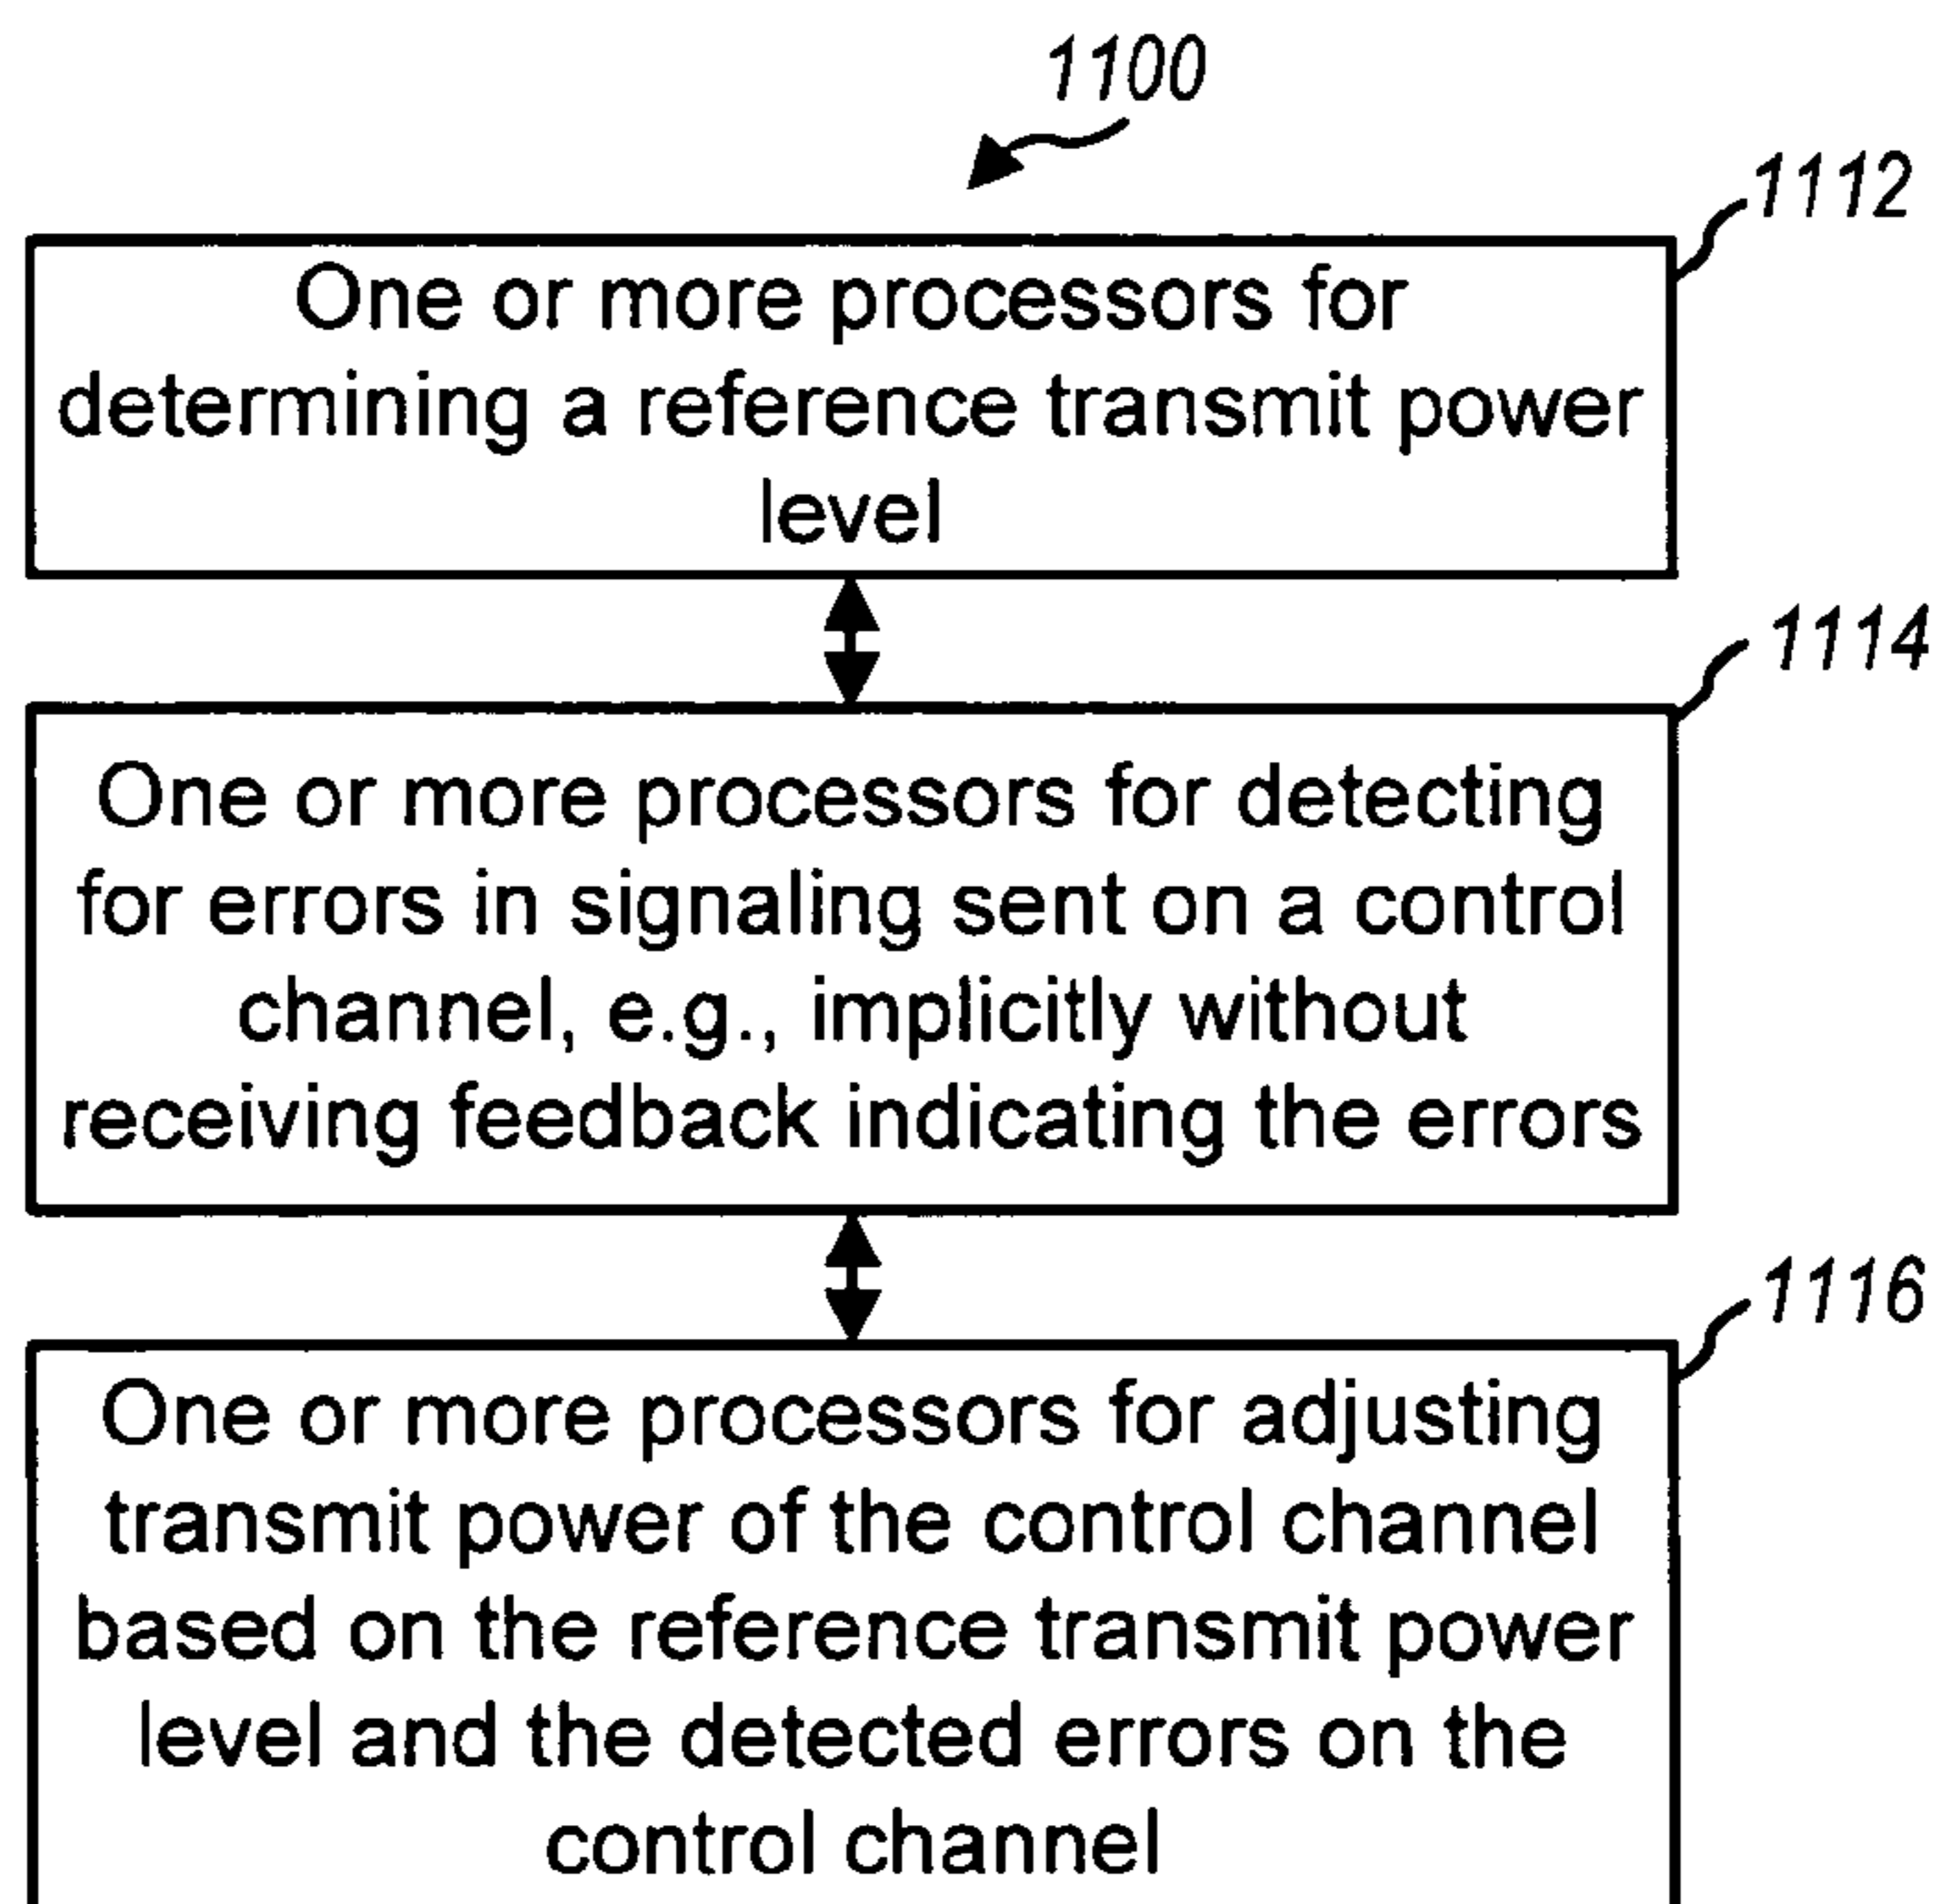 1100
1112
One or more processors for
determining a reference transmit power
level
1114
One or more processors for detecting
for errors in signaling sent on a control
channel, e.g., implicitly without
receiving feedback indicating the errors
1116
One or more processors for adjusting
transmit power of the control channel
based on the reference transmit power
level and the detected errors on the
control channel